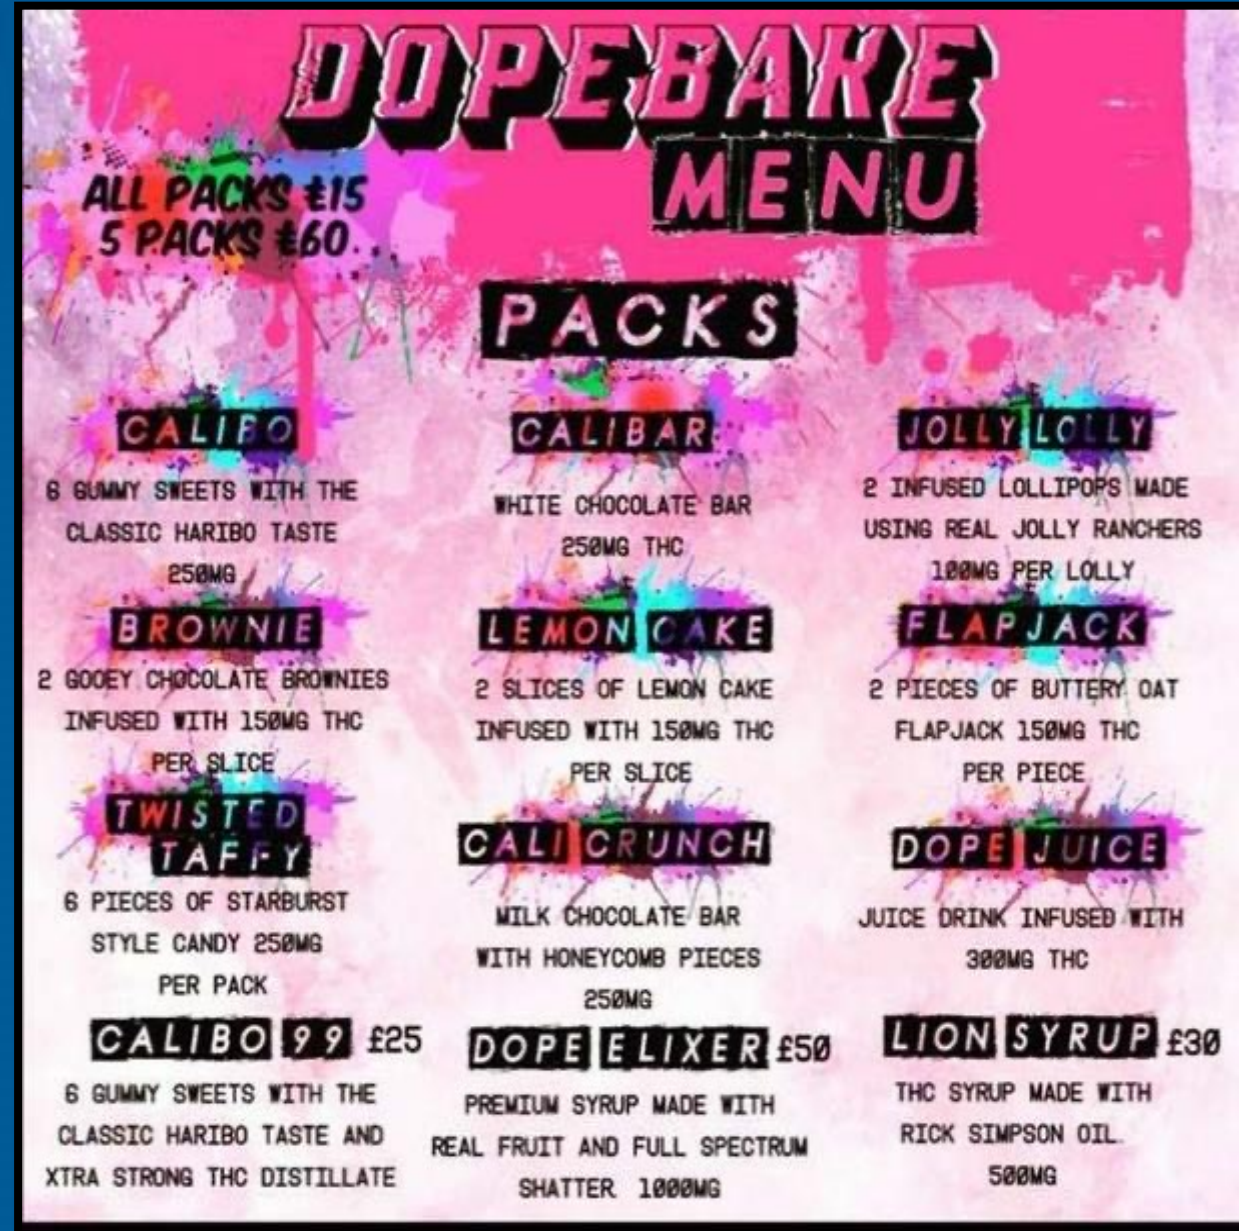 DOPEBAKE
MENU
ALL PACKS £15
5 PACKS £60..
PACKS
CALIBO
6 GUMMY SWEETS WITH THE
CLASSIC HARIBO TASTE
250MG
CALIBAR
WHITE CHOCOLATE BAR
250MG THC
JOLLY LOLLY
2 INFUSED LOLLIPOPS MADE
USING REAL JOLLY RANCHERS
100MG PER LOLLY
BROWNIE
2 GOOEY CHOCOLATE BROWNIES
INFUSED WITH 150MG THC
PER SLICE
LEMON CAKE
2 SLICES OF LEMON CAKE
INFUSED WITH 150MG THC
PER SLICE
FLAPJACK
2 PIECES OF BUTTERY OAT
FLAPJACK 150MG THC
PER PIECE
TWISTED
TAFFY
6 PIECES OF STARBURST
STYLE CANDY 250MG
PER PACK
CALI CRUNCH
MILK CHOCOLATE BAR
WITH HONEYCOMB PIECES
250MG
DOPE JUICE
JUICE DRINK INFUSED WITH
300MG THC
CALIBO 99 £25
6 GUMMY SWEETS WITH THE
CLASSIC HARIBO TASTE AND
XTRA STRONG THC DISTILLATE
DOPE ELIXER £50
PREMIUM SYRUP MADE WITH
REAL FRUIT AND FULL SPECTRUM
SHATTER 1000MG
LION SYRUP £30
THC SYRUP MADE WITH
RICK SIMPSON OIL.
500MG